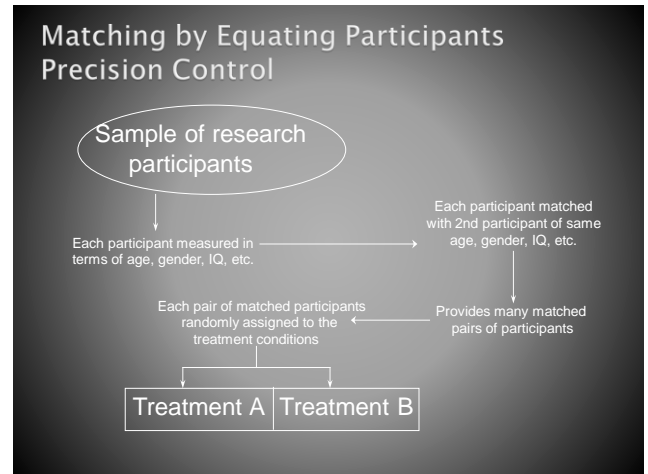 Matching by Equating Participants
Precision Control
Sample of research
participants
Each participant measured in
terms of age, gender, IQ, etc.
Each participant matched
with 2nd participant of same
age, gender, IQ, etc.
Provides many matched
pairs of participants
Each pair of matched participants
randomly assigned to the
treatment conditions
Treatment A
Treatment B